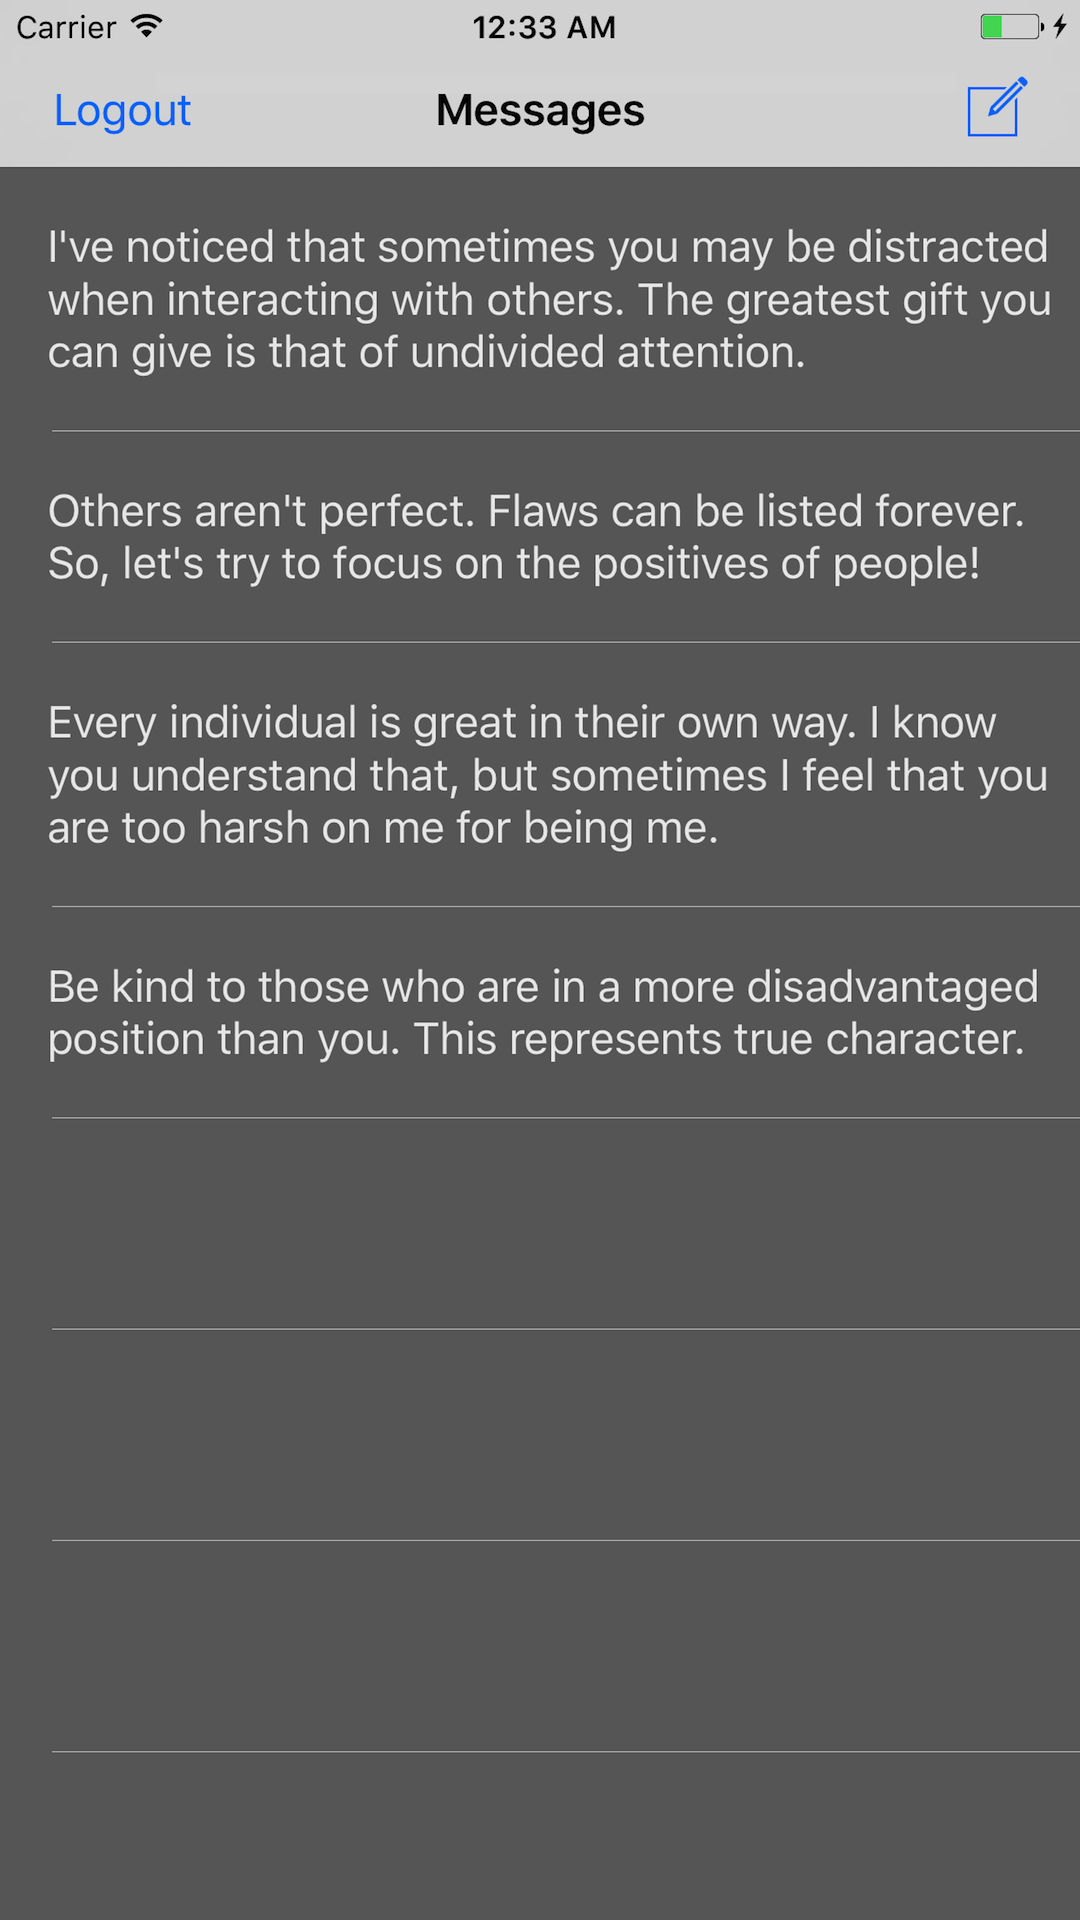 Carrier 12:33 AM
Logout Messages
I've noticed that sometimes you may be distracted
when interacting with others. The greatest gift you
can give is that of undivided attention.
Others aren't perfect. Flaws can be listed forever.
So, let's try to focus on the positives of people!
Every individual is great in their own way. I know
you understand that, but sometimes I feel that you
are too harsh on me for being me.
Be kind to those who are in a more disadvantaged
position than you. This represents true character.